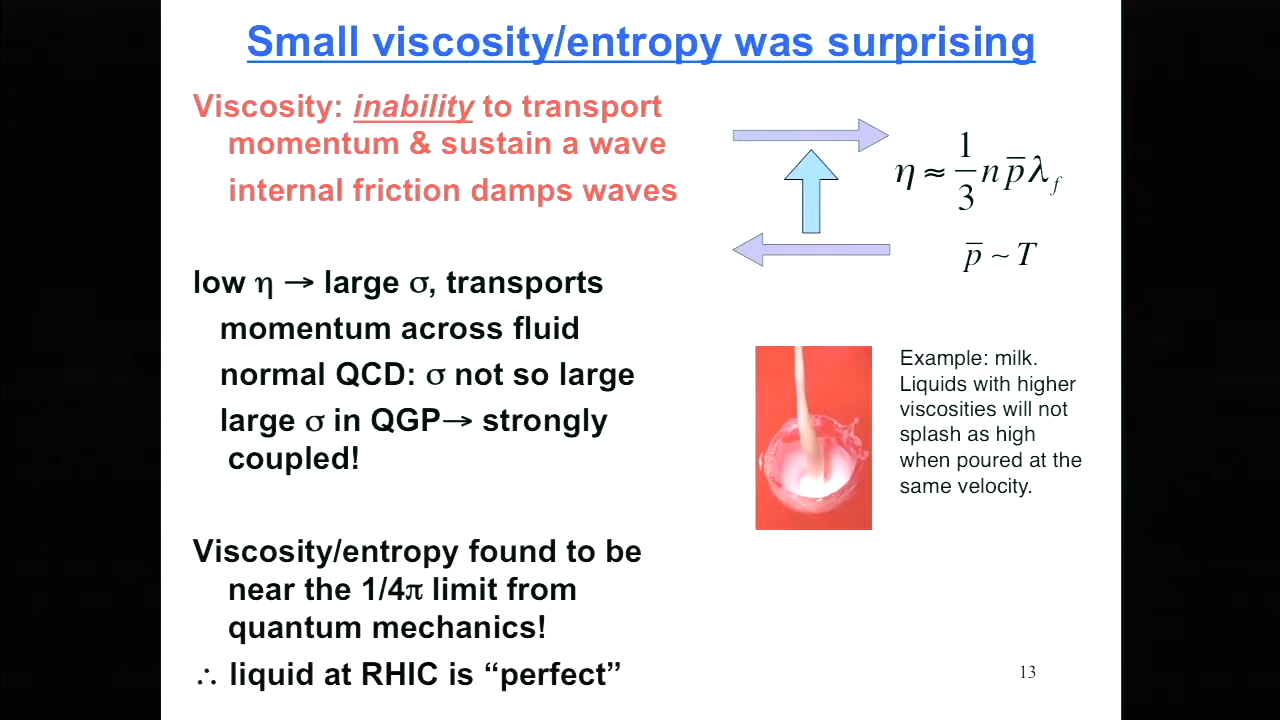 Small viscosity/entropy was surprising
Viscosity: inability to transport
momentum & sustain a wave
internal friction damps waves
η ≈ 1/3 n p̅ λ_f
p̅ ~ T
low η → large σ, transports
momentum across fluid
normal QCD: σ not so large
large σ in QGP→ strongly
coupled!
Example: milk.
Liquids with higher
viscosities will not
splash as high
when poured at the
same velocity.
Viscosity/entropy found to be
near the 1/4π limit from
quantum mechanics!
∴ liquid at RHIC is “perfect”
13